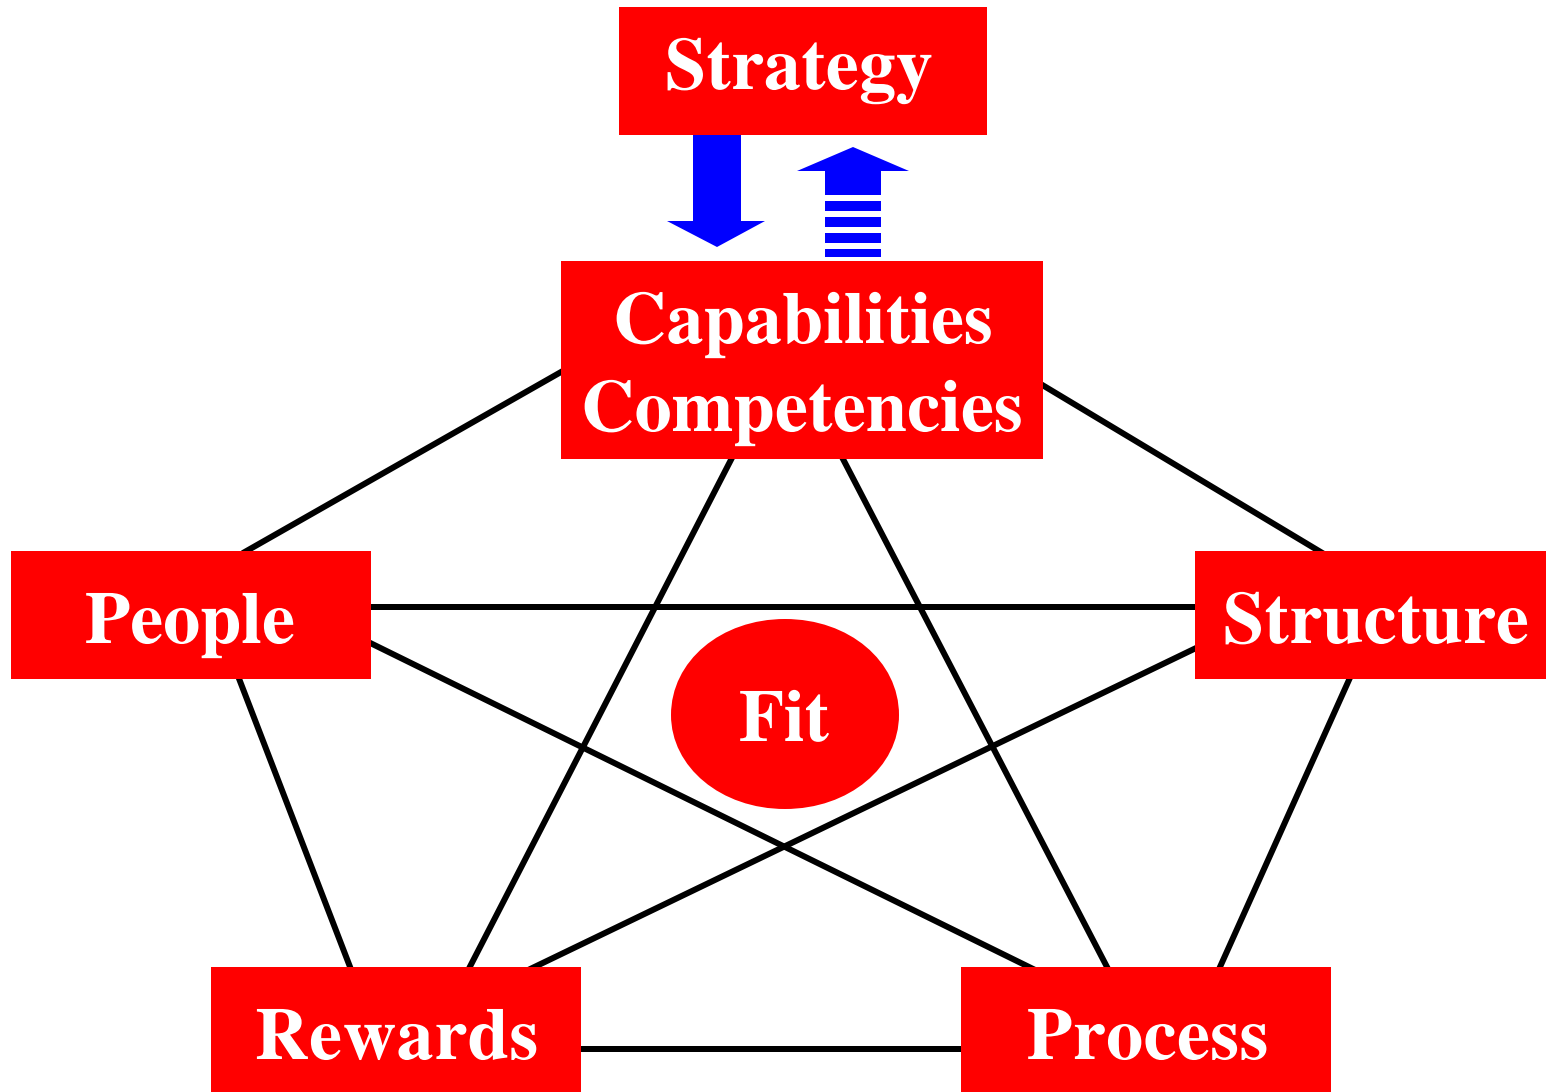 Strategy
Capabilities
Competencies
People
Structure
Fit
Rewards
Process